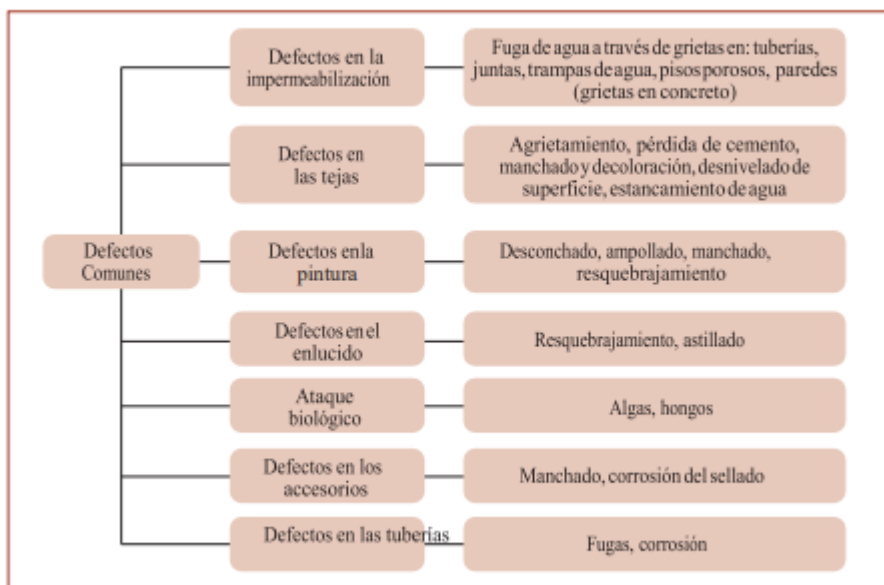 Defectos en la
impermeabilización
Fuga de agua a través de grietas en: tuberías,
juntas, trampas de agua, pisos porosos, paredes
(grietas en concreto)
Defectos en
las tejas
Agrietamiento, pérdida de cemento,
manchado y decoloración, desnivelado de
superficie, estancamiento de agua
Defectos
Comunes
Defectos enla
pintura
Desconchado, ampollado, manchado,
resquebrajamiento
Defectos en el
enlucido
Resquebrajamiento, astillado
Ataque
biológico
Algas, hongos
Defectos en los
accesorios
Manchado, corrosión del sellado
Defectos en las tuberías
Fugas, corrosión